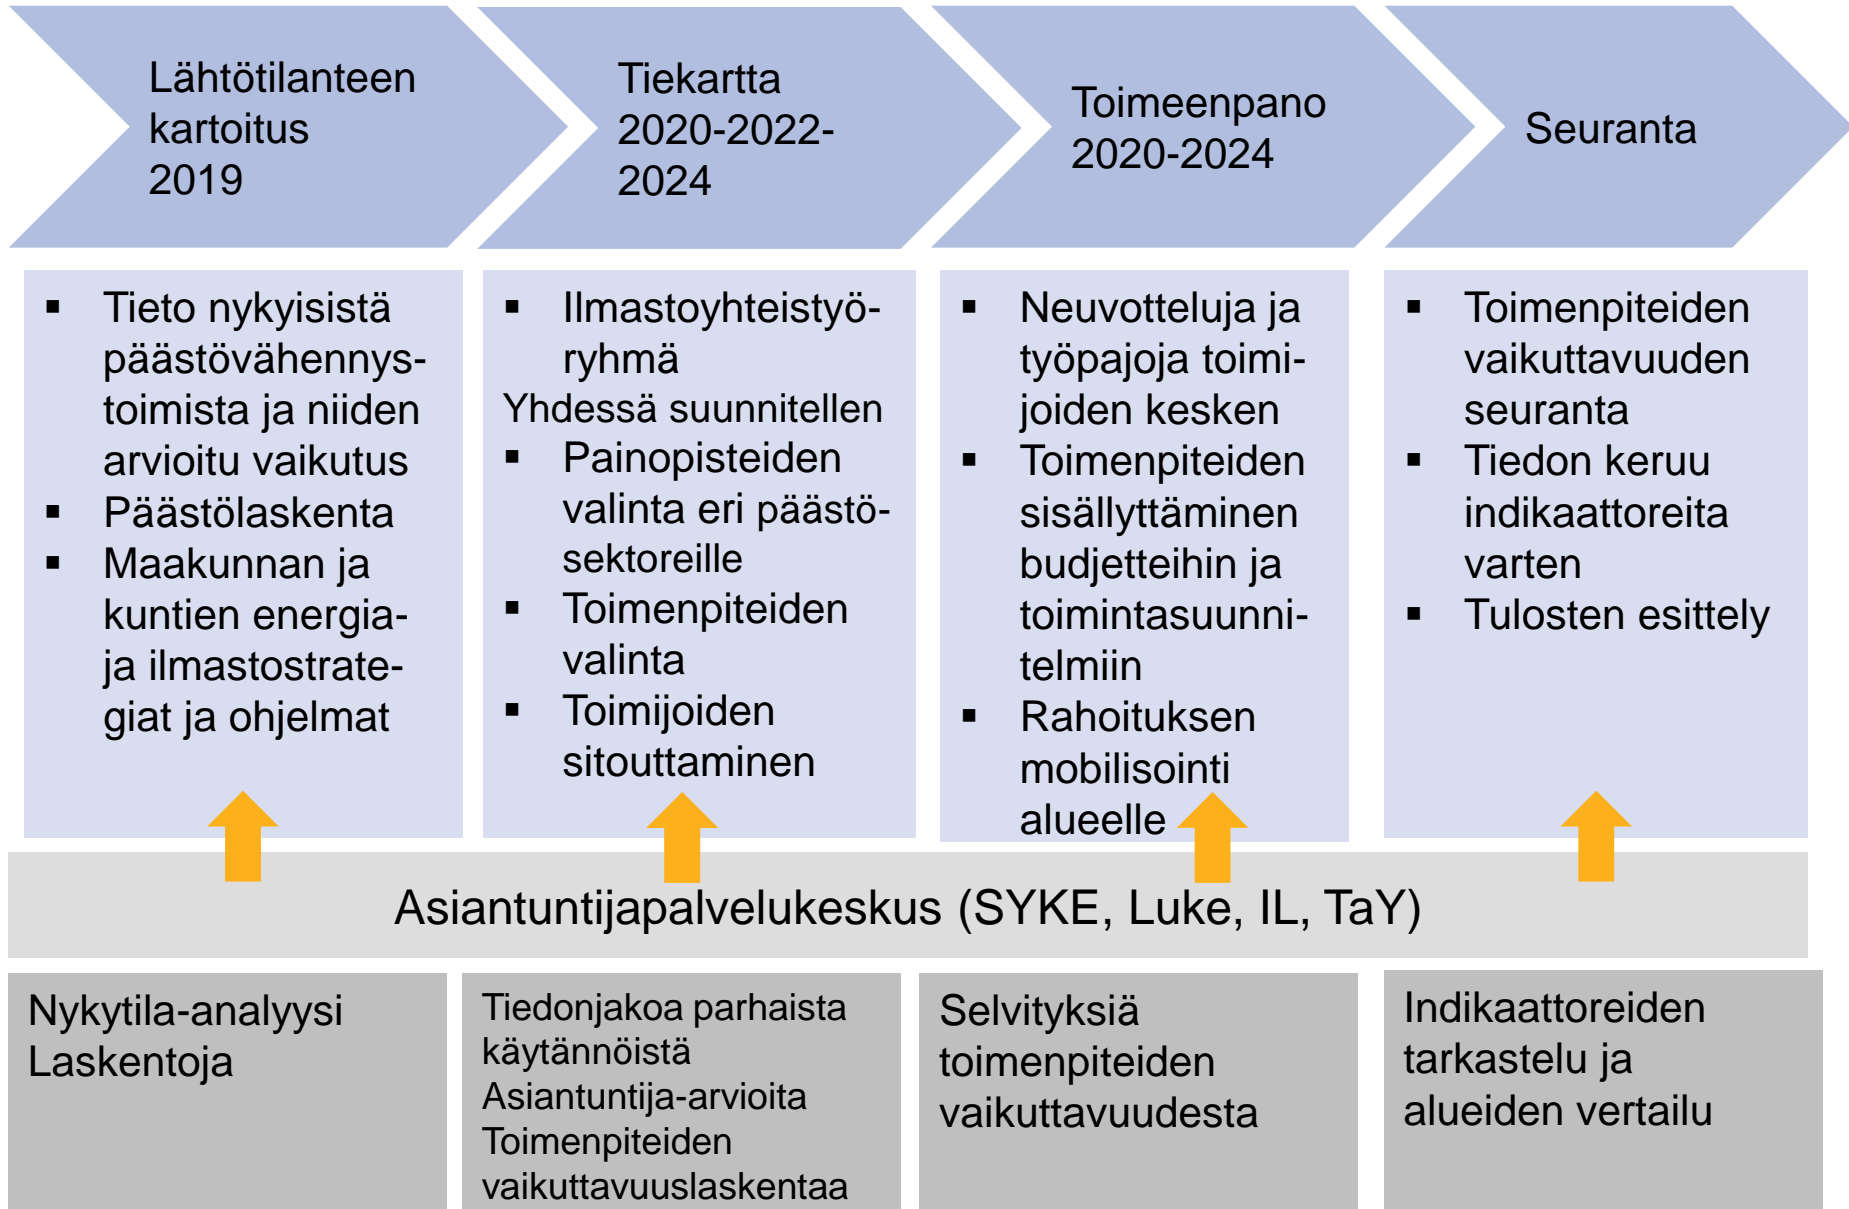 Lähtötilanteen
kartoitus
2019
Tiekartta
2020-2022-
2024
Toimeenpano
2020-2024
Seuranta
▪ Tieto nykyisistä
päästövähennys-
toimista ja niiden
arvioitu vaikutus
▪ Päästölaskenta
▪ Maakunnan ja
kuntien energia-
ja ilmastostrate-
giat ja ohjelmat
▪ Ilmastoyhteistyö-
ryhmä
Yhdessä suunnitellen
▪ Painopisteiden
valinta eri päästö-
sektoreille
▪ Toimenpiteiden
valinta
▪ Toimijoiden
sitouttaminen
▪ Neuvotteluja ja
työpajoja toimi-
joiden kesken
▪ Toimenpiteiden
sisällyttäminen
budjetteihin ja
toimintasuunni-
telmiin
▪ Rahoituksen
mobilisointi
alueelle
▪ Toimenpiteiden
vaikuttavuuden
seuranta
▪ Tiedon keruu
indikaattoreita
varten
▪ Tulosten esittely
Asiantuntijapalvelukeskus (SYKE, Luke, IL, TaY)
Nykytila-analyysi
Laskentoja
Tiedonjakoa parhaista
käytännöistä
Asiantuntija-arvioita
Toimenpiteiden
vaikuttavuuslaskentaa
Selvityksiä
toimenpiteiden
vaikuttavuudesta
Indikaattoreiden
tarkastelu ja
alueiden vertailu